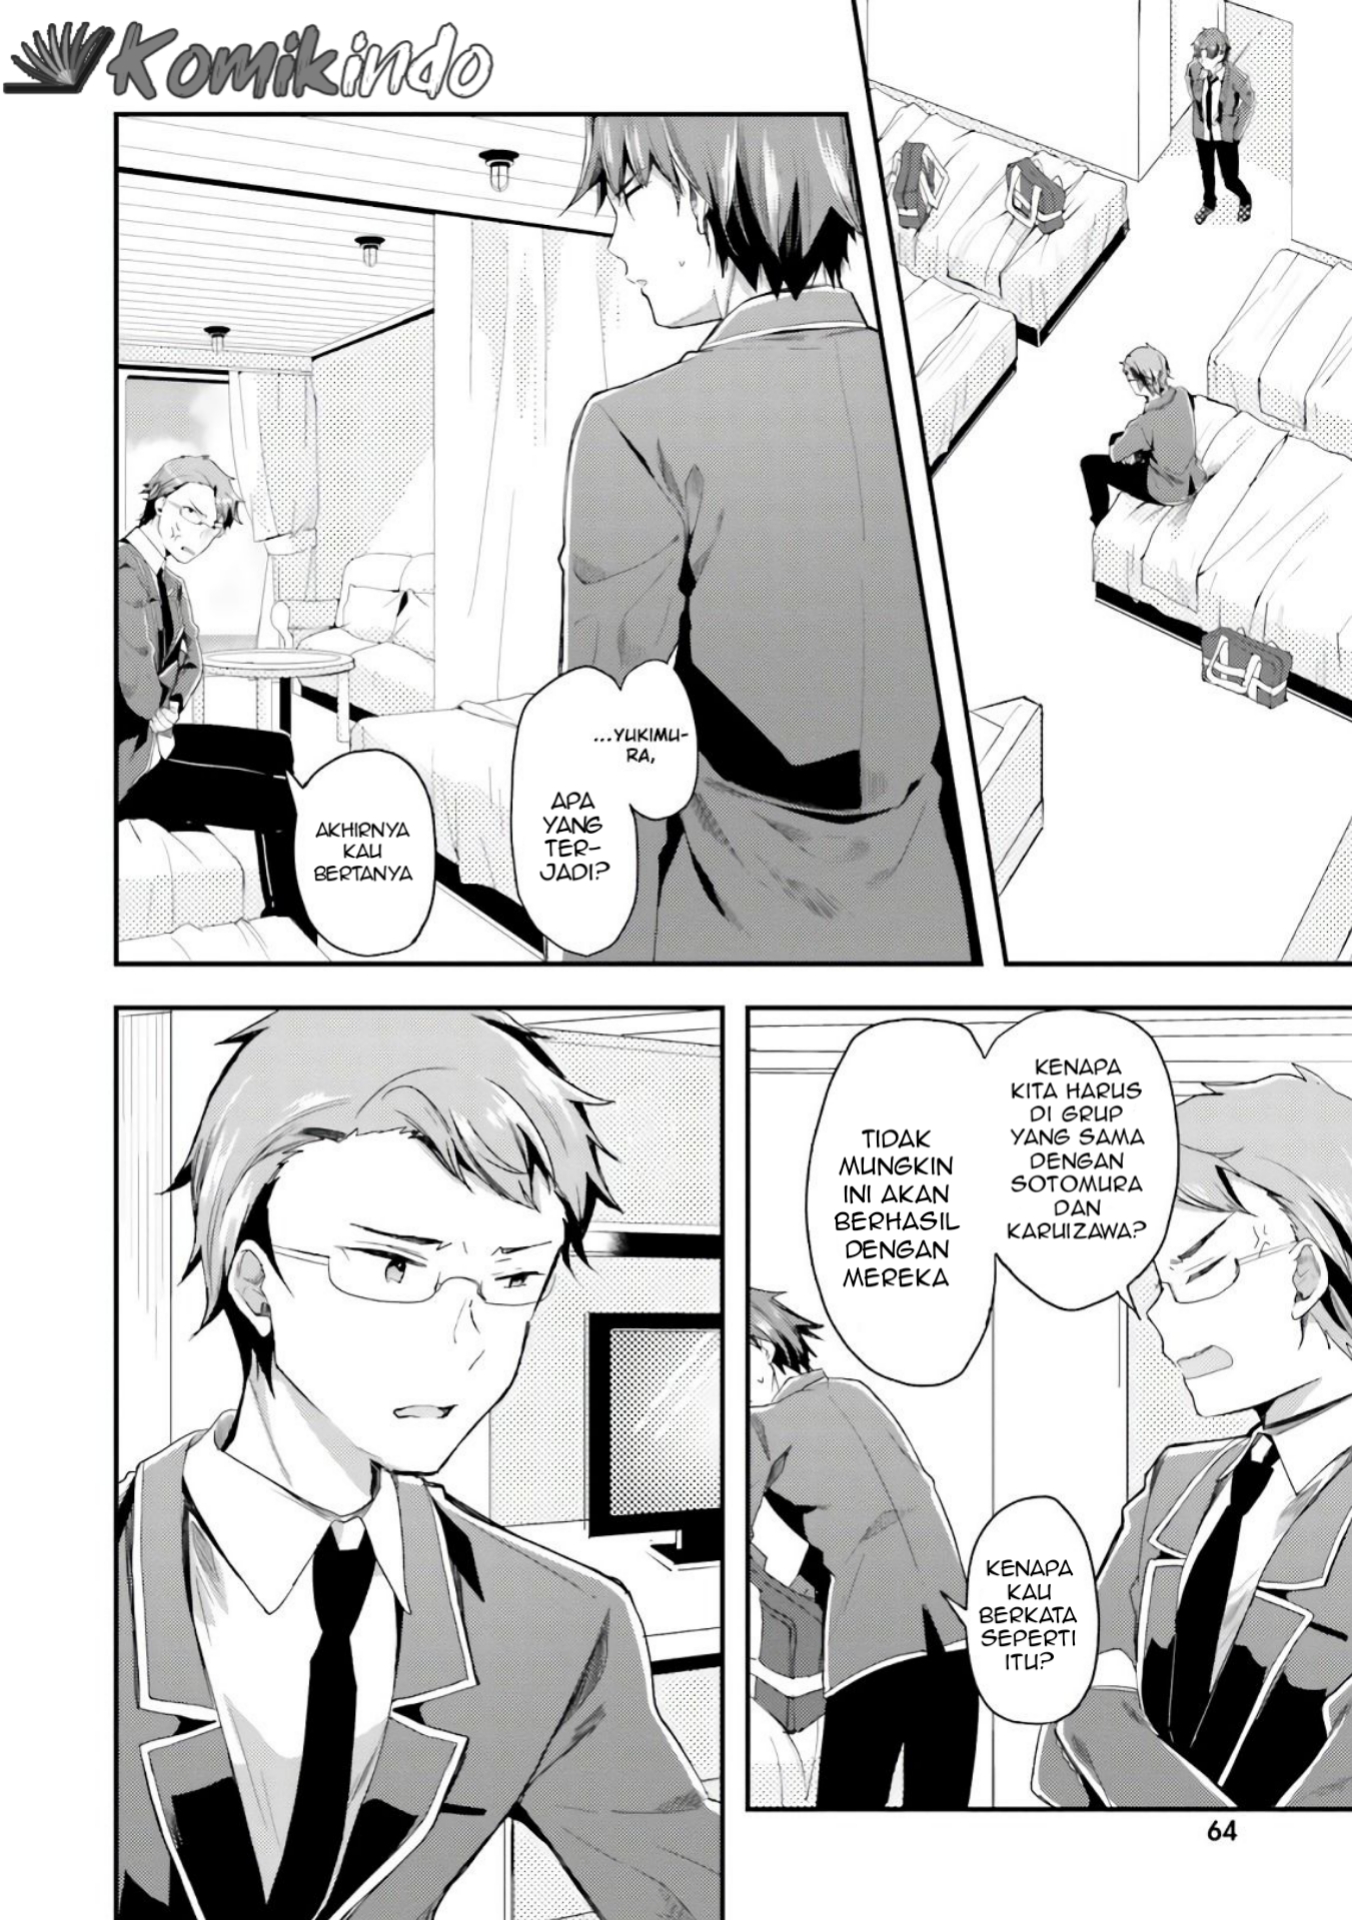 Komikindo
...YUKIMU-
RA,
APA
YANG
TER-
JADI?
AKHIRNYA
KAU
BERTANYA
KENAPA
KITA HARUS
DI GRUP
YANG SAMA
DENGAN
SOTOMURA
DAN
KARUIZAWA?
TIDAK
MUNGKIN
INI AKAN
BERHASIL
DENGAN
MEREKA
KENAPA
KAU
BERKATA
SEPERTI
ITU?
64